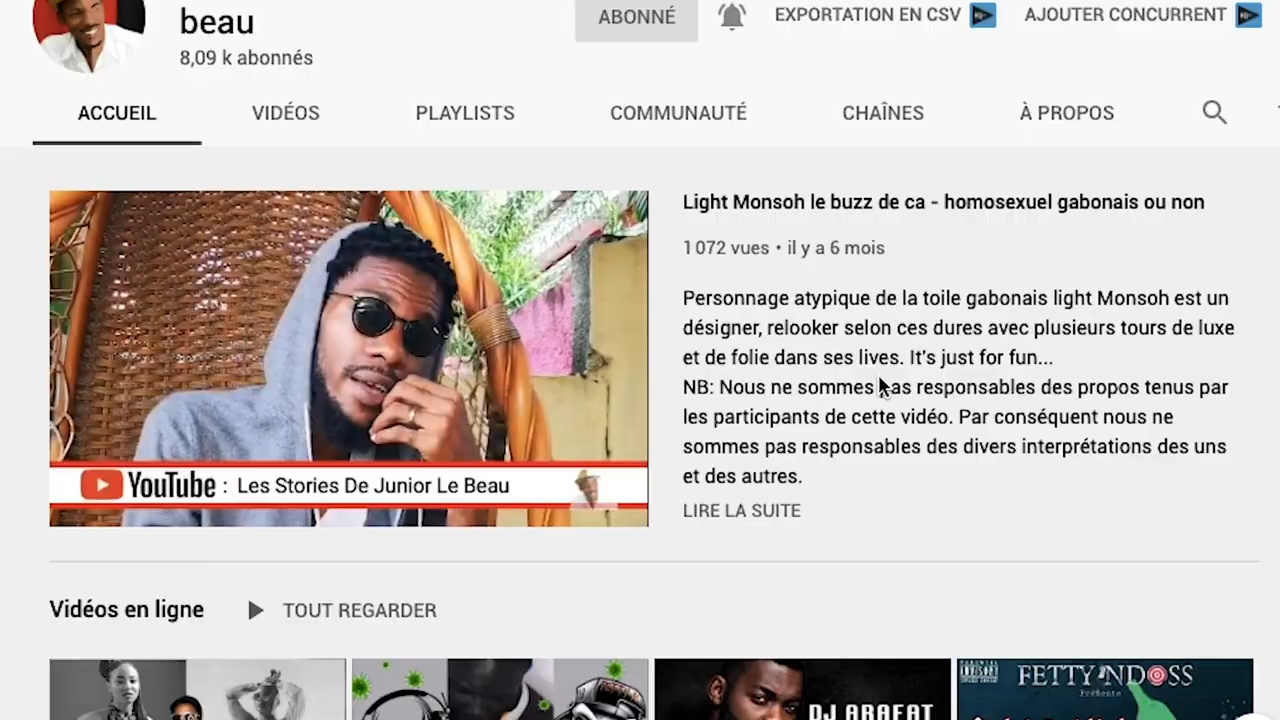 beau
8,09 k abonnés
ABONNÉ
EXPORTATION EN CSV
AJOUTER CONCURRENT
ACCUEIL
VIDÉOS
PLAYLISTS
COMMUNAUTÉ
CHAÎNES
À PROPOS
Light Monsoh le buzz de ca - homosexuel gabonais ou non
1 072 vues • il y a 6 mois
Personnage atypique de la toile gabonais light Monsoh est un
désigner, relooker selon ces dures avec plusieurs tours de luxe
et de folie dans ses lives. It's just for fun...
NB: Nous ne sommes pas responsables des propos tenus par
les participants de cette vidéo. Par conséquent nous ne
sommes pas responsables des divers interprétations des uns
et des autres.
LIRE LA SUITE
YouTube : Les Stories De Junior Le Beau
Vidéos en ligne
TOUT REGARDER
DJ ARAFAT
FETTY NDOSS
Présente